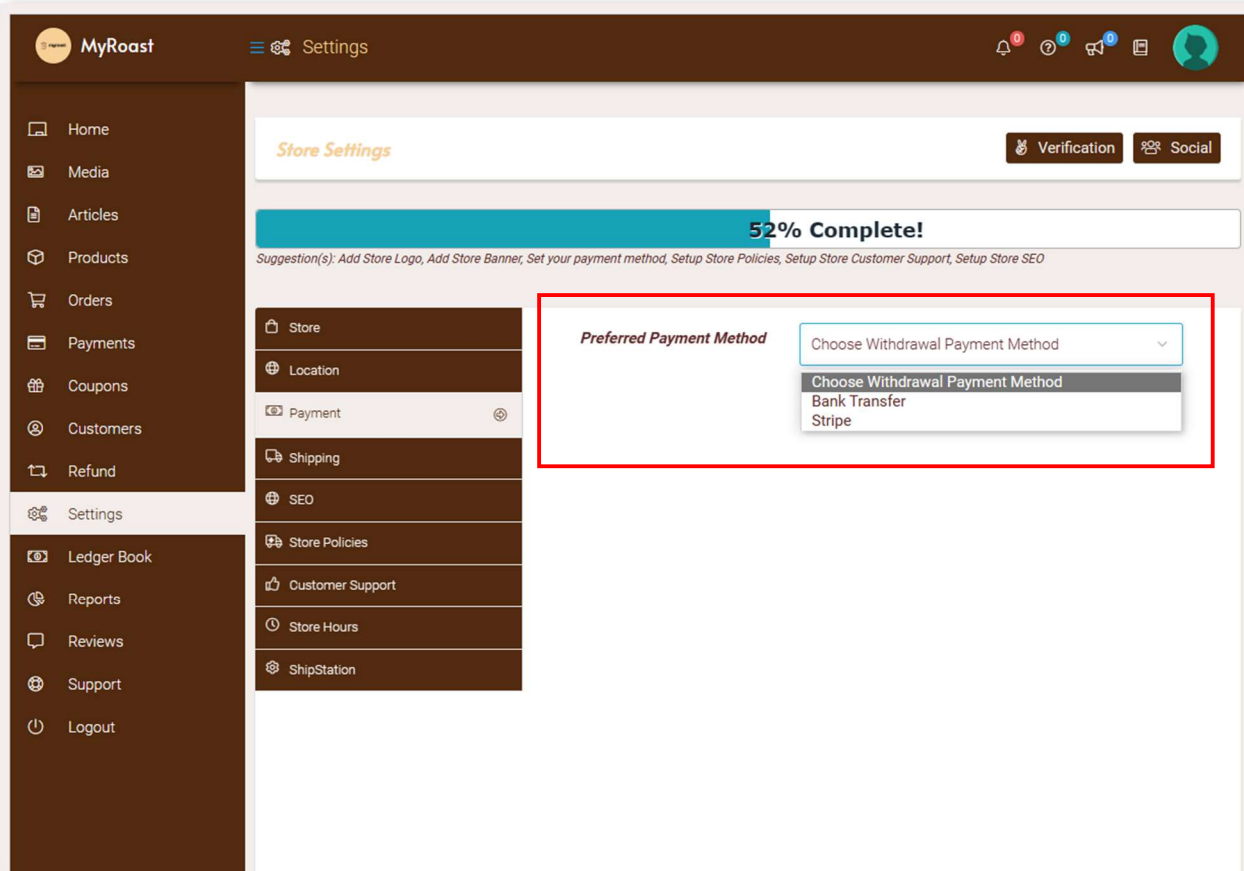 MyRoast
Settings
0
0
0
Home
Media
Articles
Products
Orders
Payments
Coupons
Customers
Refund
Settings
Ledger Book
Reports
Reviews
Support
Logout
Store Settings
Verification
Social
52% Complete!
Suggestion(s): Add Store Logo, Add Store Banner, Set your payment method, Setup Store Policies, Setup Store Customer Support, Setup Store SEO
Store
Location
Payment
Shipping
SEO
Store Policies
Customer Support
Store Hours
ShipStation
Preferred Payment Method
Choose Withdrawal Payment Method
Choose Withdrawal Payment Method
Bank Transfer
Stripe